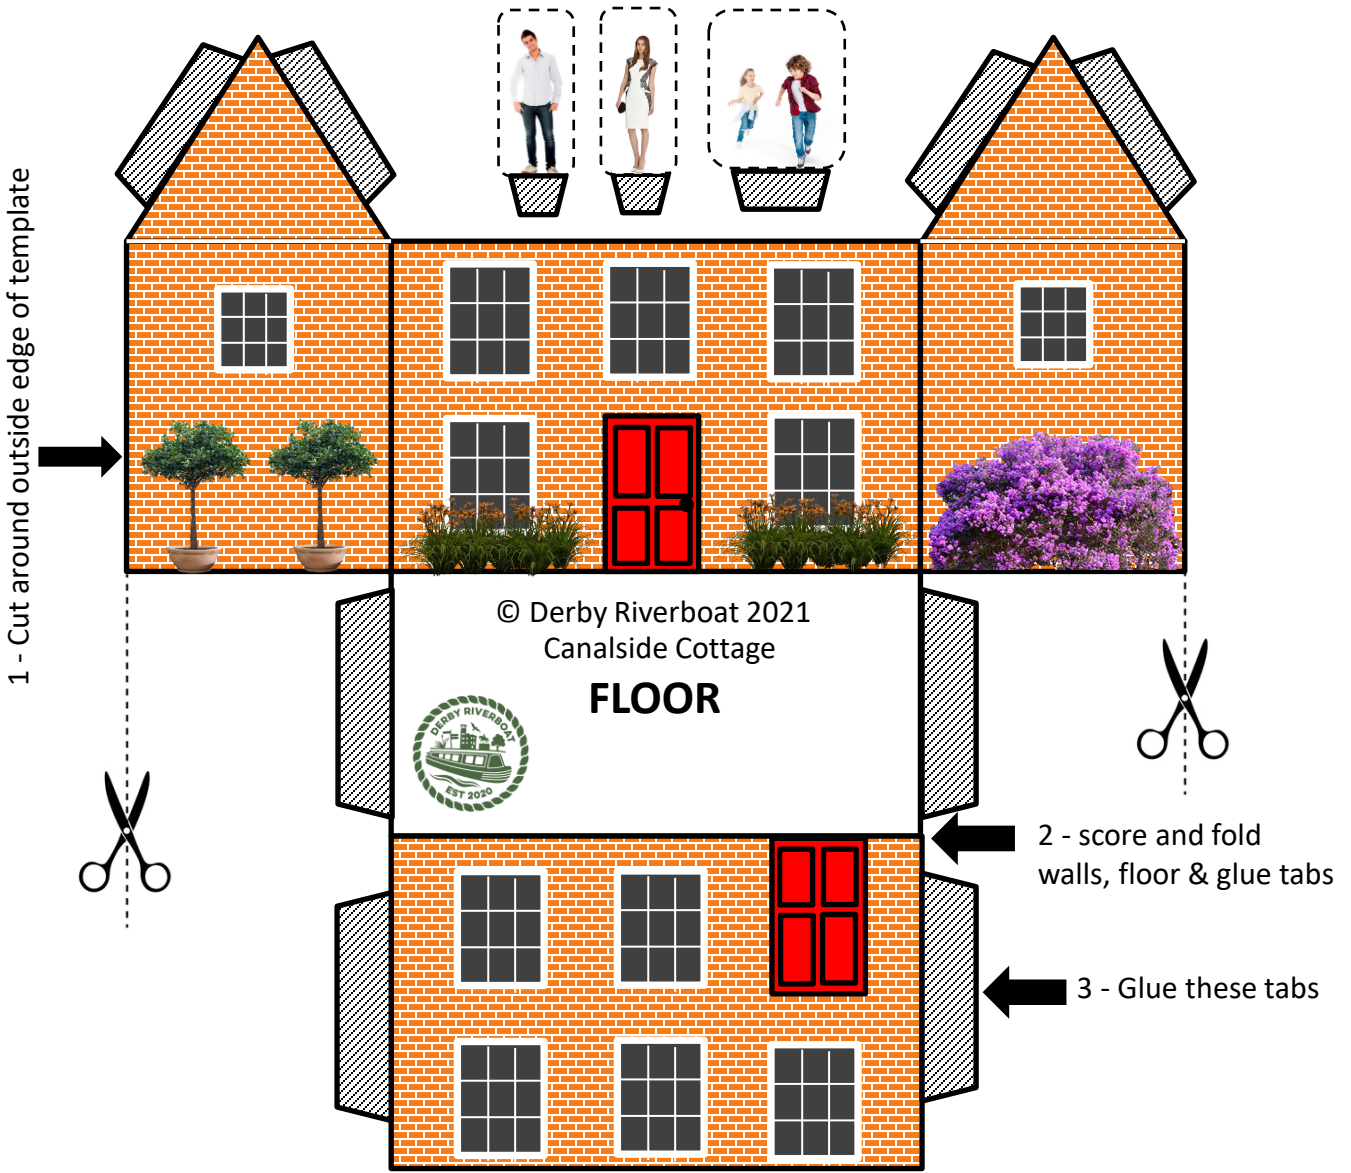 1 - Cut around outside edge of template
© Derby Riverboat 2021
Canalside Cottage
FLOOR
DERBY RIVERBOAT
EST 2020
2 - score and fold
walls, floor & glue tabs
3 - Glue these tabs